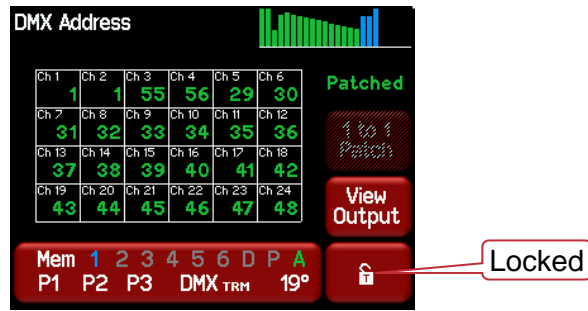 DMX Address
Ch 1 Ch 2 Ch 3 Ch 4 Ch 5 Ch 6
1 1 55 56 29 30
Patched
Ch 7 Ch 8 Ch 9 Ch 10 Ch 11 Ch 12
31 32 33 34 35 36
1 to 1
Patch
Ch 13 Ch 14 Ch 15 Ch 16 Ch 17 Ch 18
37 38 39 40 41 42
Ch 19 Ch 20 Ch 21 Ch 22 Ch 23 Ch 24
43 44 45 46 47 48
View
Output
Mem 1 2 3 4 5 6 D P A
P1 P2 P3 DMX TRM 19°
T
Locked